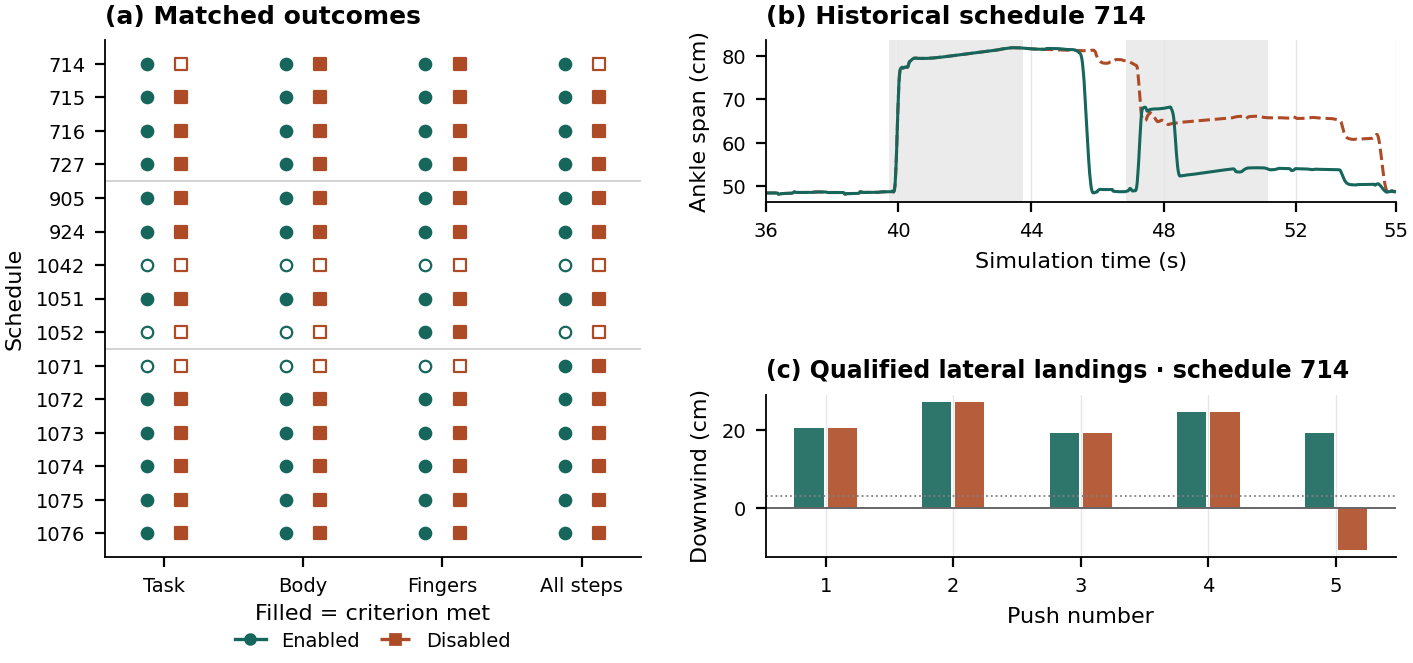 (a) Matched outcomes
Schedule
714
715
716
727
905
924
1042
1051
1052
1071
1072
1073
1074
1075
1076
Task Body Fingers All steps
Filled = criterion met
Enabled Disabled
(b) Historical schedule 714
Ankle span (cm)
80
70
60
50
36 40 44 48 52 55
Simulation time (s)
(c) Qualified lateral landings · schedule 714
Downwind (cm)
20
0
1 2 3 4 5
Push number